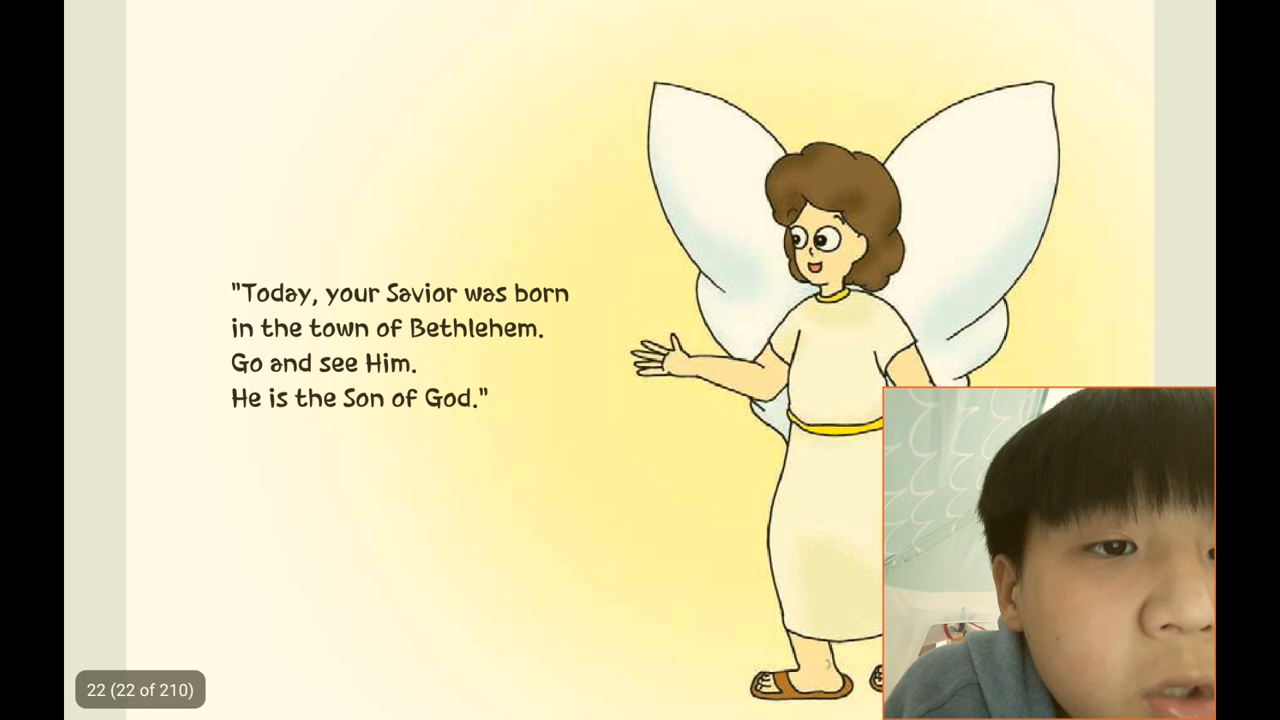 "Today, your Savior was born
in the town of Bethlehem.
Go and see Him.
He is the Son of God."
22 (22 of 210)